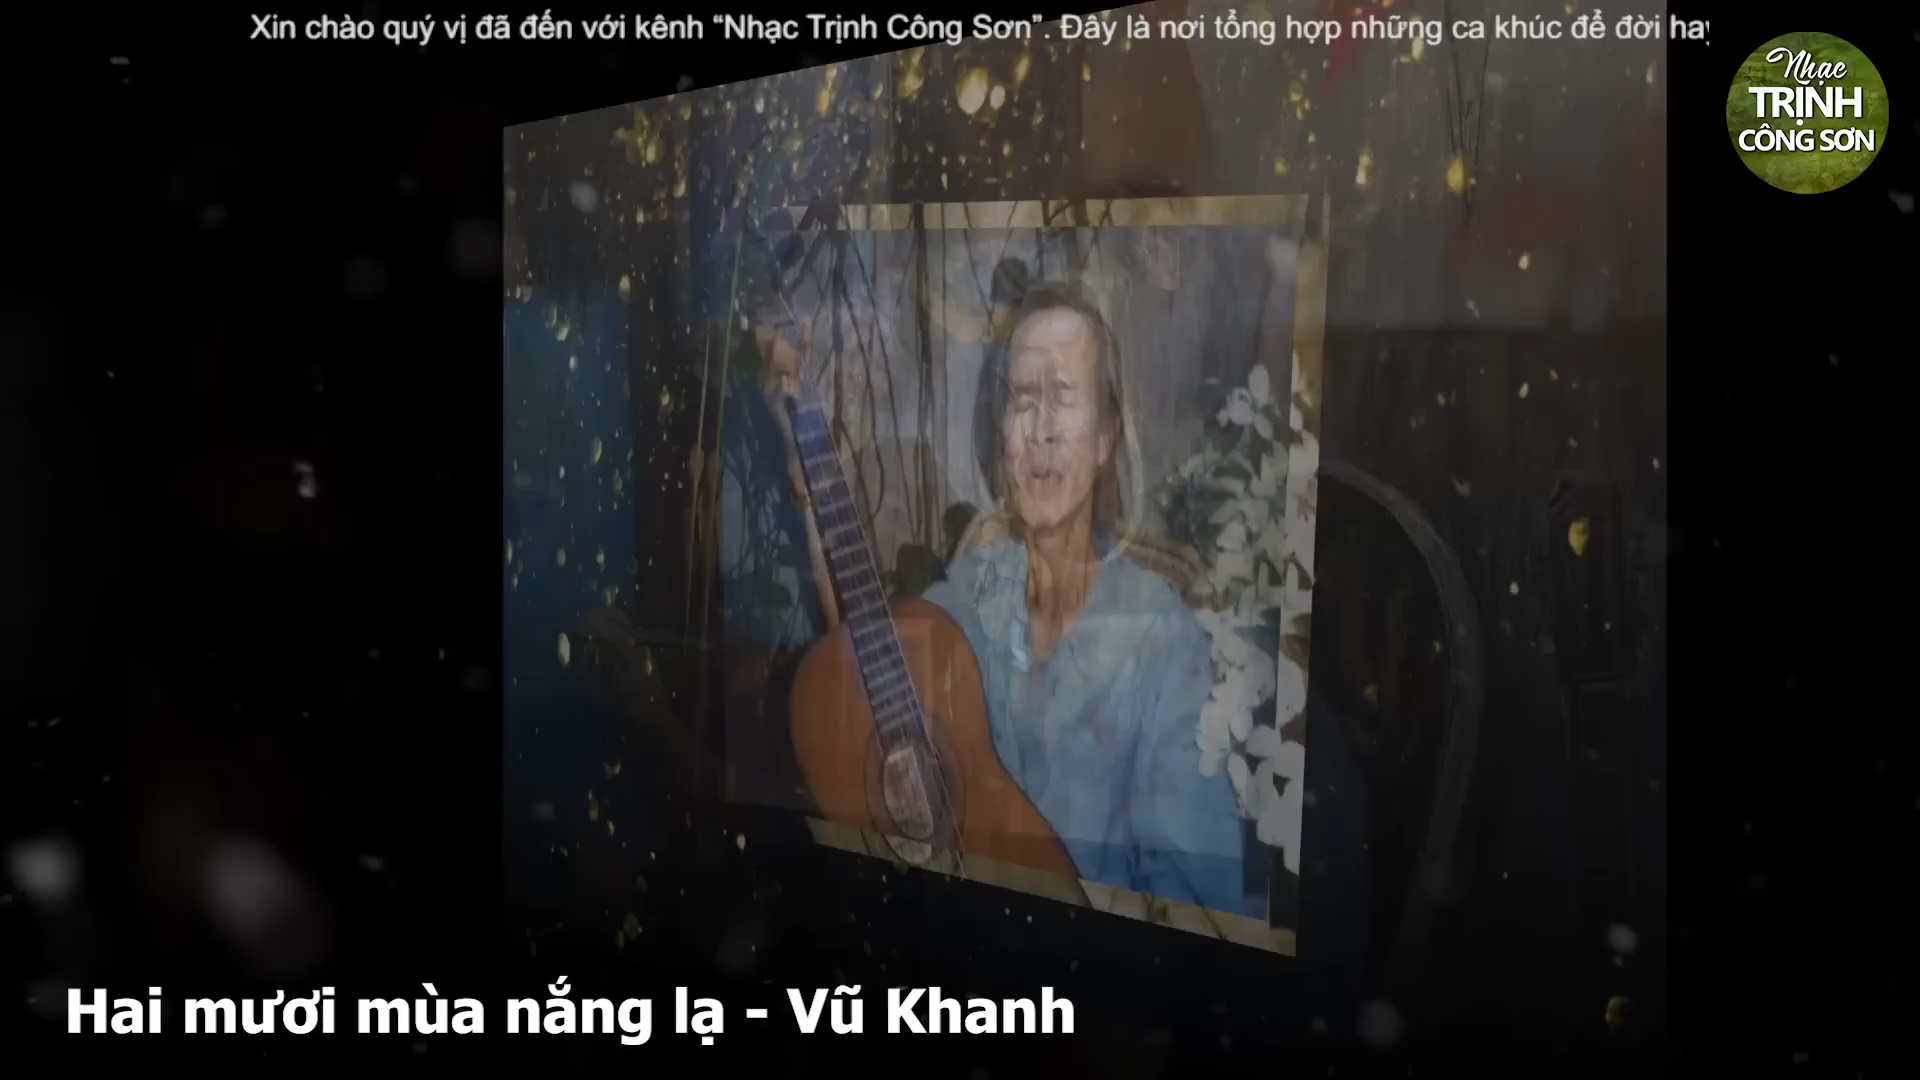 Xin chào quý vị đã đến với kênh “Nhạc Trịnh Công Sơn”. Đây là nơi tổng hợp những ca khúc để đời hay
Nhạc
TRỊNH
CÔNG SƠN
Hai mươi mùa nắng lạ - Vũ Khanh